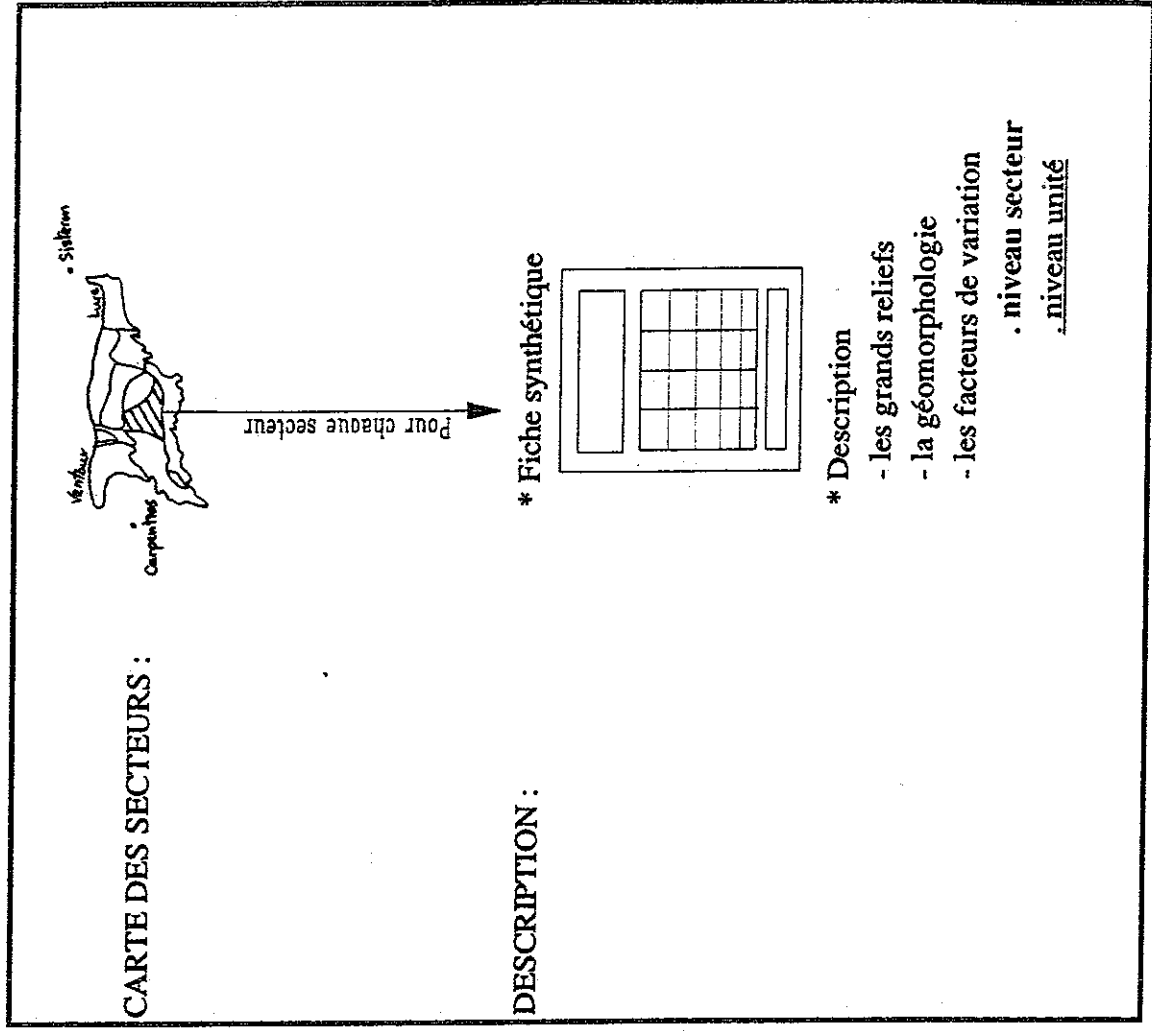 CARTE DES SECTEURS :
. Sisteron
Lure
Ventoux
Carpentras
Pour chaque secteur
DESCRIPTION :
* Fiche synthétique
* Description
- les grands reliefs
- la géomorphologie
- les facteurs de variation
. niveau secteur
. niveau unité